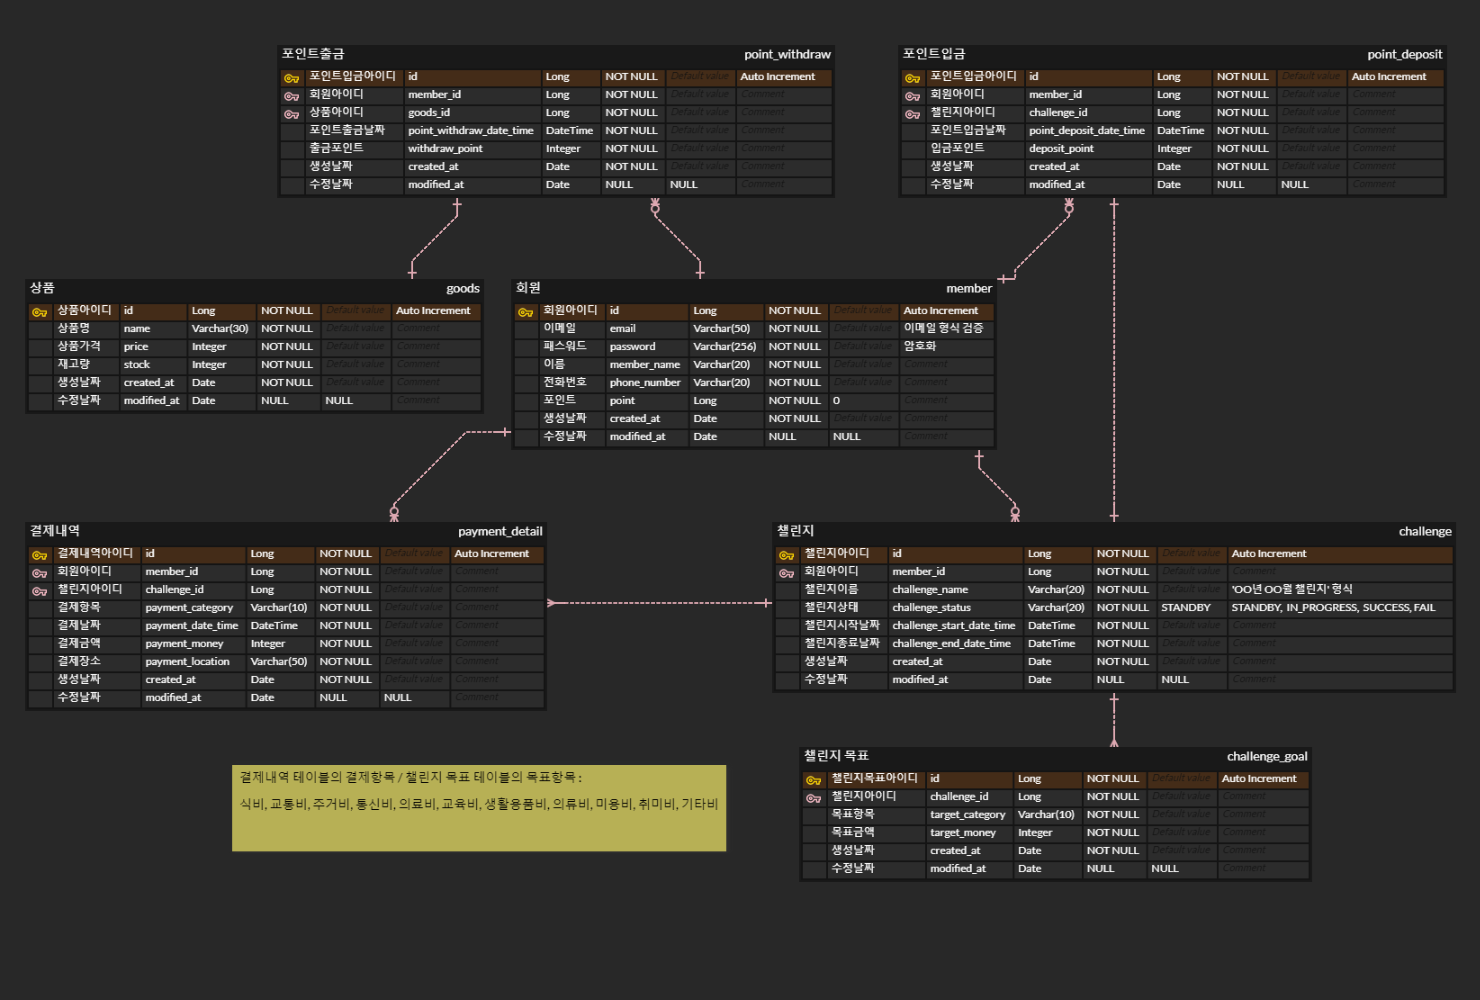 포인트출금 point_withdraw
포인트입금아이디 id Long NOT NULL Default value Auto Increment
회원아이디 member_id Long NOT NULL Default value Comment
상품아이디 goods_id Long NOT NULL Default value Comment
포인트출금날짜 point_withdraw_date_time DateTime NOT NULL Default value Comment
출금포인트 withdraw_point Integer NOT NULL Default value Comment
생성날짜 created_at Date NOT NULL Default value Comment
수정날짜 modified_at Date NULL NULL Comment
포인트입금 point_deposit
포인트입금아이디 id Long NOT NULL Default value Auto Increment
회원아이디 member_id Long NOT NULL Default value Comment
챌린지아이디 challenge_id Long NOT NULL Default value Comment
포인트입금날짜 point_deposit_date_time DateTime NOT NULL Default value Comment
입금포인트 deposit_point Integer NOT NULL Default value Comment
생성날짜 created_at Date NOT NULL Default value Comment
수정날짜 modified_at Date NULL NULL Comment
상품 goods
상품아이디 id Long NOT NULL Default value Auto Increment
상품명 name Varchar(30) NOT NULL Default value Comment
상품가격 price Integer NOT NULL Default value Comment
재고량 stock Integer NOT NULL Default value Comment
생성날짜 created_at Date NOT NULL Default value Comment
수정날짜 modified_at Date NULL NULL Comment
회원 member
회원아이디 id Long NOT NULL Default value Auto Increment
이메일 email Varchar(50) NOT NULL Default value 이메일 형식 검증
패스워드 password Varchar(256) NOT NULL Default value 암호화
이름 member_name Varchar(20) NOT NULL Default value Comment
전화번호 phone_number Varchar(20) NOT NULL Default value Comment
포인트 point Long NOT NULL 0 Comment
생성날짜 created_at Date NOT NULL Default value Comment
수정날짜 modified_at Date NULL NULL Comment
결제내역 payment_detail
결제내역아이디 id Long NOT NULL Default value Auto Increment
회원아이디 member_id Long NOT NULL Default value Comment
챌린지아이디 challenge_id Long NOT NULL Default value Comment
결제항목 payment_category Varchar(10) NOT NULL Default value Comment
결제날짜 payment_date_time DateTime NOT NULL Default value Comment
결제금액 payment_money Integer NOT NULL Default value Comment
결제장소 payment_location Varchar(50) NOT NULL Default value Comment
생성날짜 created_at Date NOT NULL Default value Comment
수정날짜 modified_at Date NULL NULL Comment
챌린지 challenge
챌린지아이디 id Long NOT NULL Default value Auto Increment
회원아이디 member_id Long NOT NULL Default value Comment
챌린지이름 challenge_name Varchar(20) NOT NULL Default value 'OO년 OO월 챌린지' 형식
챌린지상태 challenge_status Varchar(20) NOT NULL STANDBY STANDBY, IN_PROGRESS, SUCCESS, FAIL
챌린지시작날짜 challenge_start_date_time DateTime NOT NULL Default value Comment
챌린지종료날짜 challenge_end_date_time DateTime NOT NULL Default value Comment
생성날짜 created_at Date NOT NULL Default value Comment
수정날짜 modified_at Date NULL NULL Comment
챌린지 목표 challenge_goal
챌린지목표아이디 id Long NOT NULL Default value Auto Increment
챌린지아이디 challenge_id Long NOT NULL Default value Comment
목표항목 target_category Varchar(10) NOT NULL Default value Comment
목표금액 target_money Integer NOT NULL Default value Comment
생성날짜 created_at Date NOT NULL Default value Comment
수정날짜 modified_at Date NULL NULL Comment
결제내역 테이블의 결제항목 / 챌린지 목표 테이블의 목표항목 :
식비, 교통비, 주거비, 통신비, 의료비, 교육비, 생활용품비, 의류비, 미용비, 취미비, 기타비